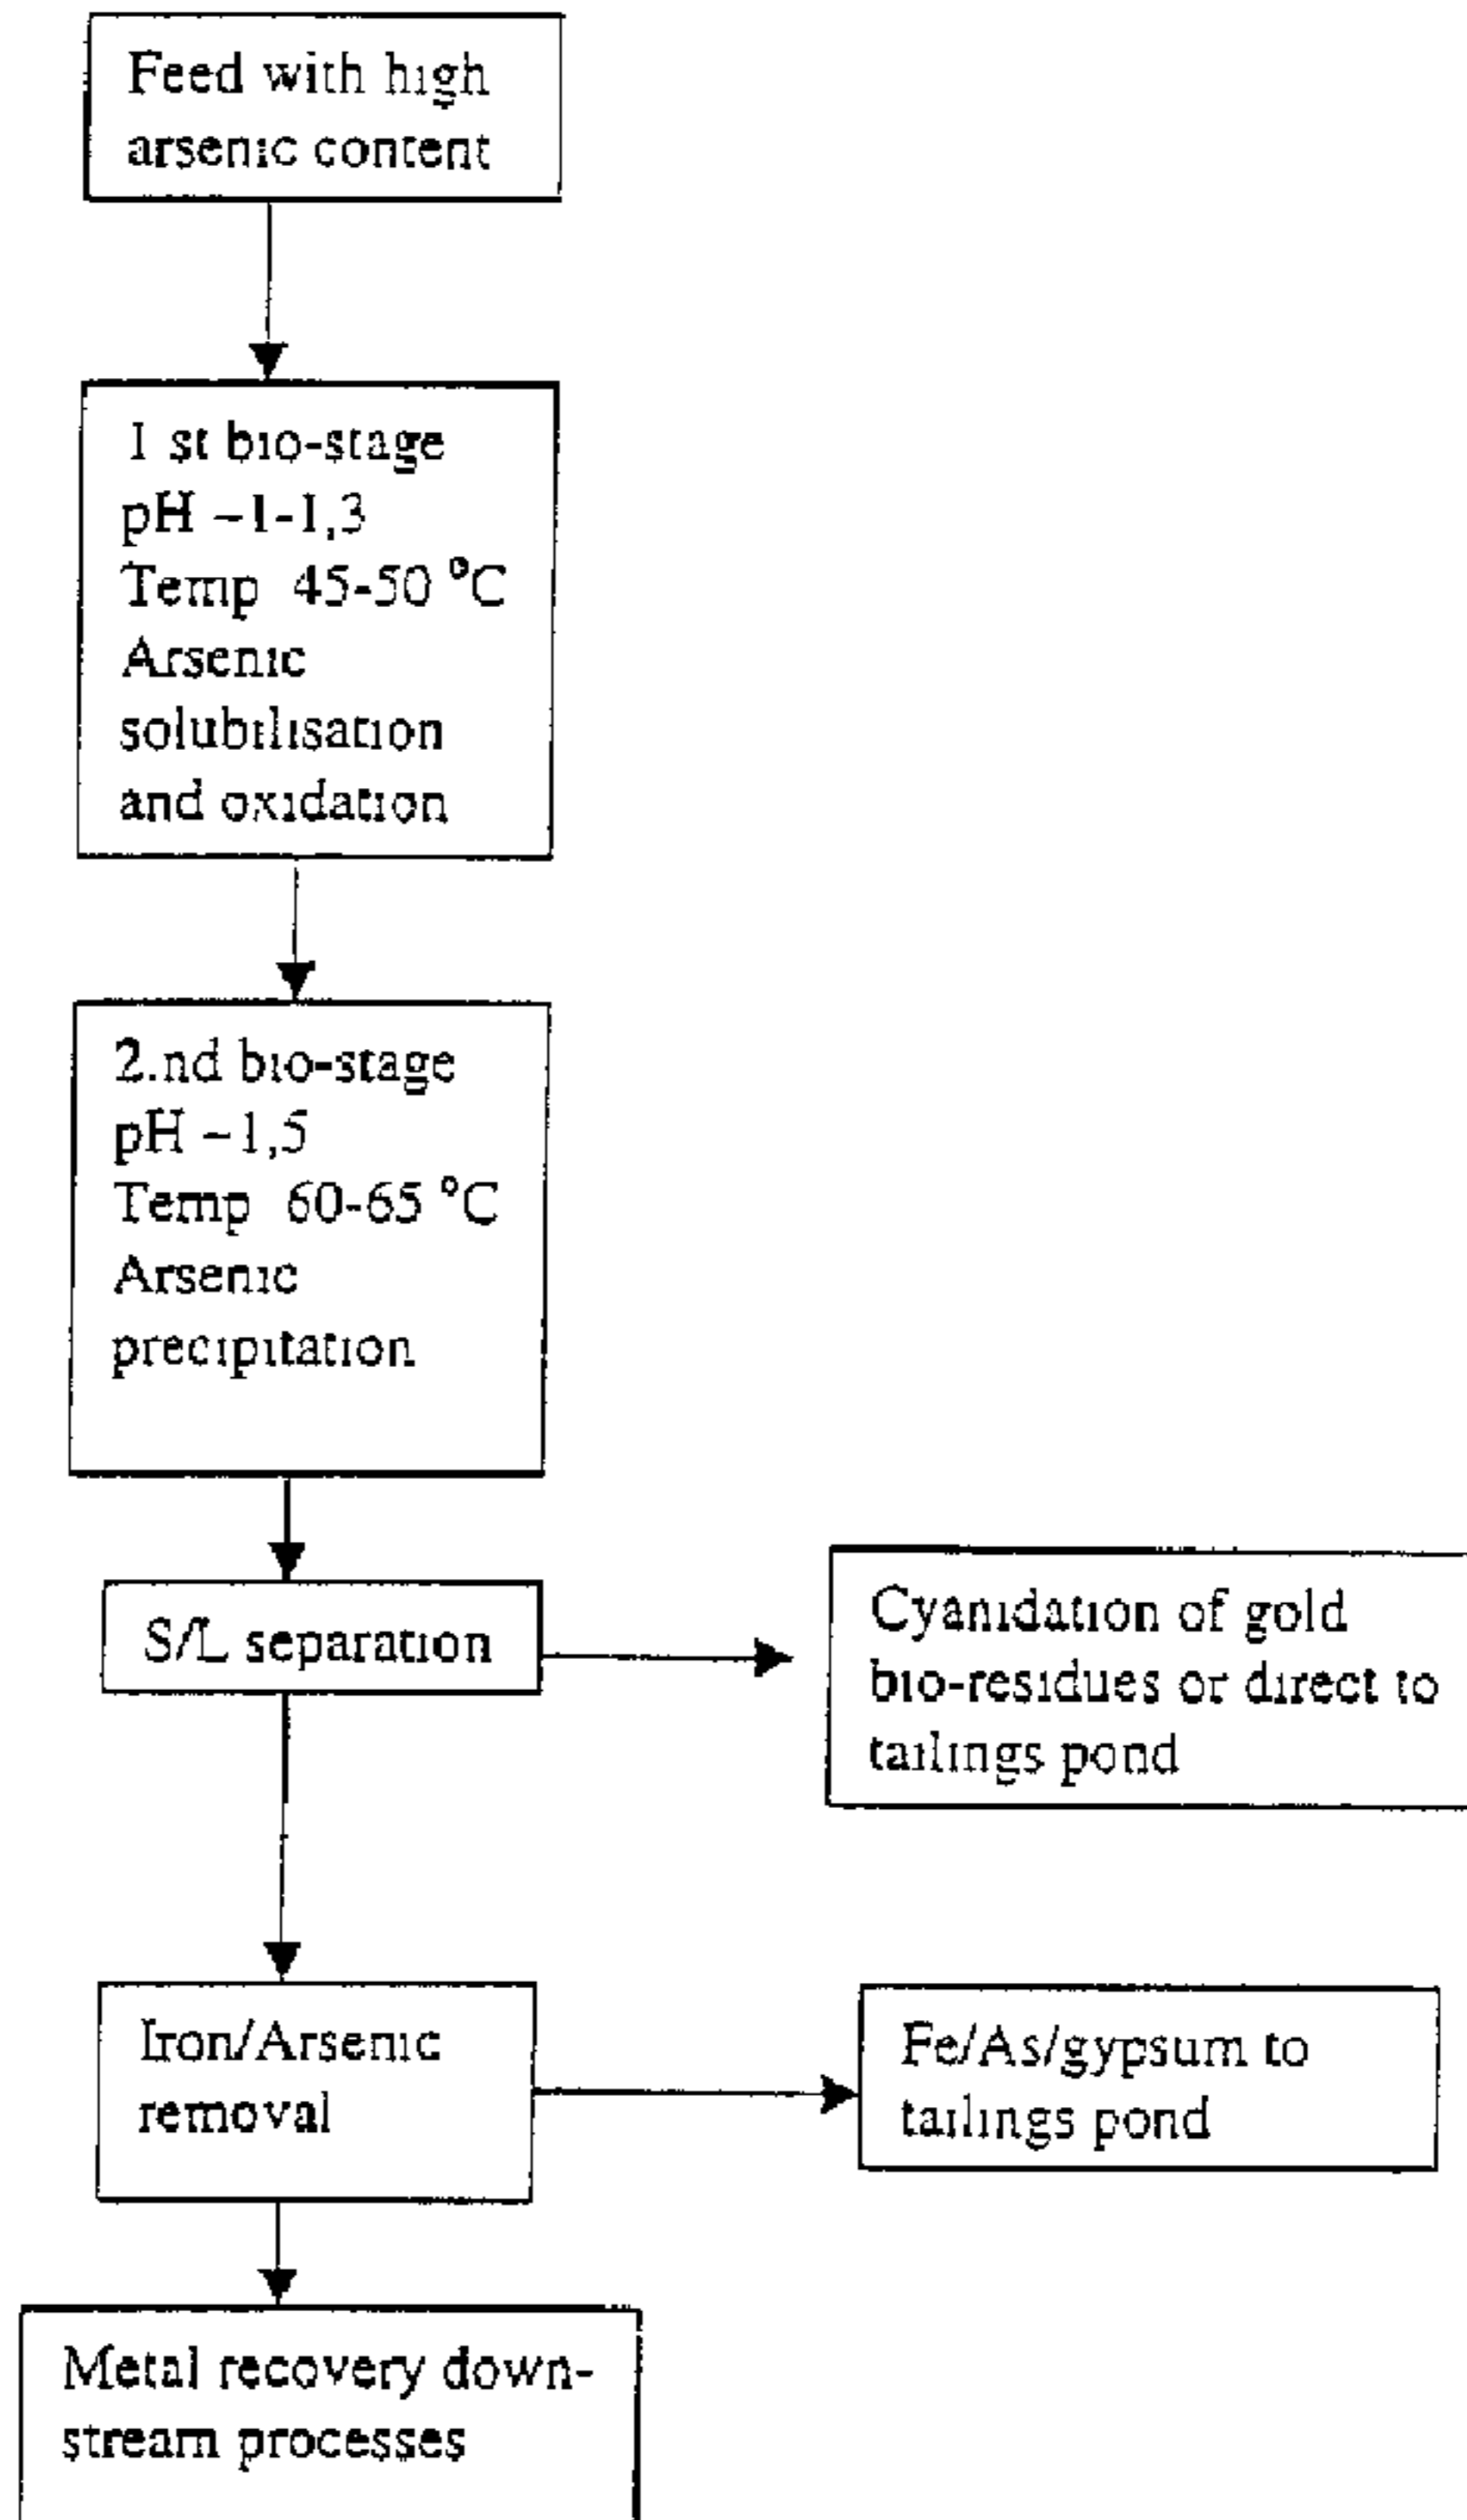 Feed with high
arsenic content
1 st bio-stage
pH ~1-1,3
Temp 45-50 °C
Arsenic
solubilisation
and oxidation
2.nd bio-stage
pH ~1,5
Temp 60-65 °C
Arsenic
precipitation
S/L separation
Cyanidation of gold
bio-residues or direct to
tailings pond
Iron/Arsenic
removal
Fe/As/gypsum to
tailings pond
Metal recovery down-
stream processes